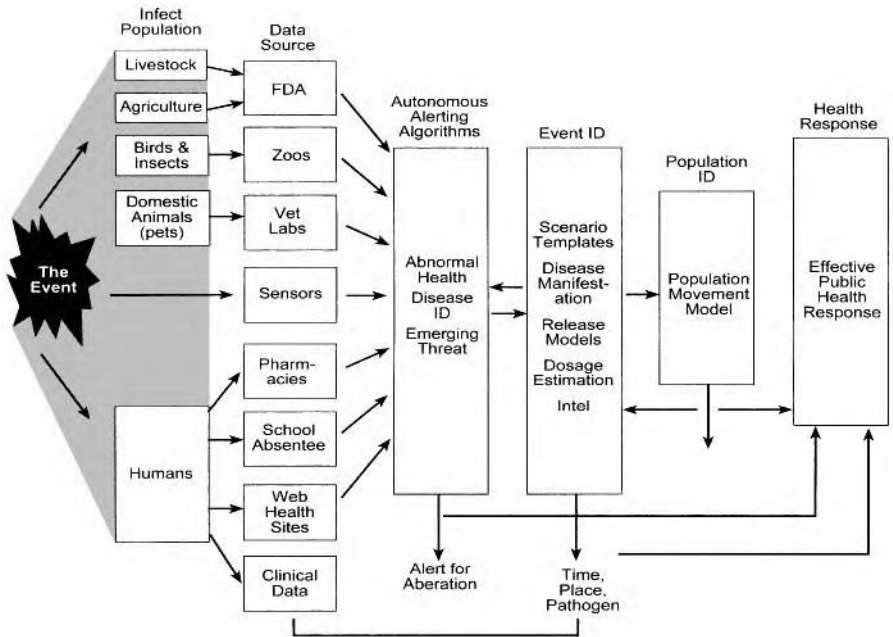 Infect
Population
Data
Source
Livestock
Agriculture
Birds &
Insects
Domestic
Animals
(pets)
The
Event
Humans
FDA
Zoos
Vet
Labs
Sensors
Pharm-
acies
School
Absentee
Web
Health
Sites
Clinical
Data
Autonomous
Alerting
Algorithms
Abnormal
Health
Disease
ID
Emerging
Threat
Alert for
Aberation
Event ID
Scenario
Templates
Disease
Manifest-
ation
Release
Models
Dosage
Estimation
Intel
Time,
Place,
Pathogen
Population
ID
Population
Movement
Model
Health
Response
Effective
Public
Health
Response